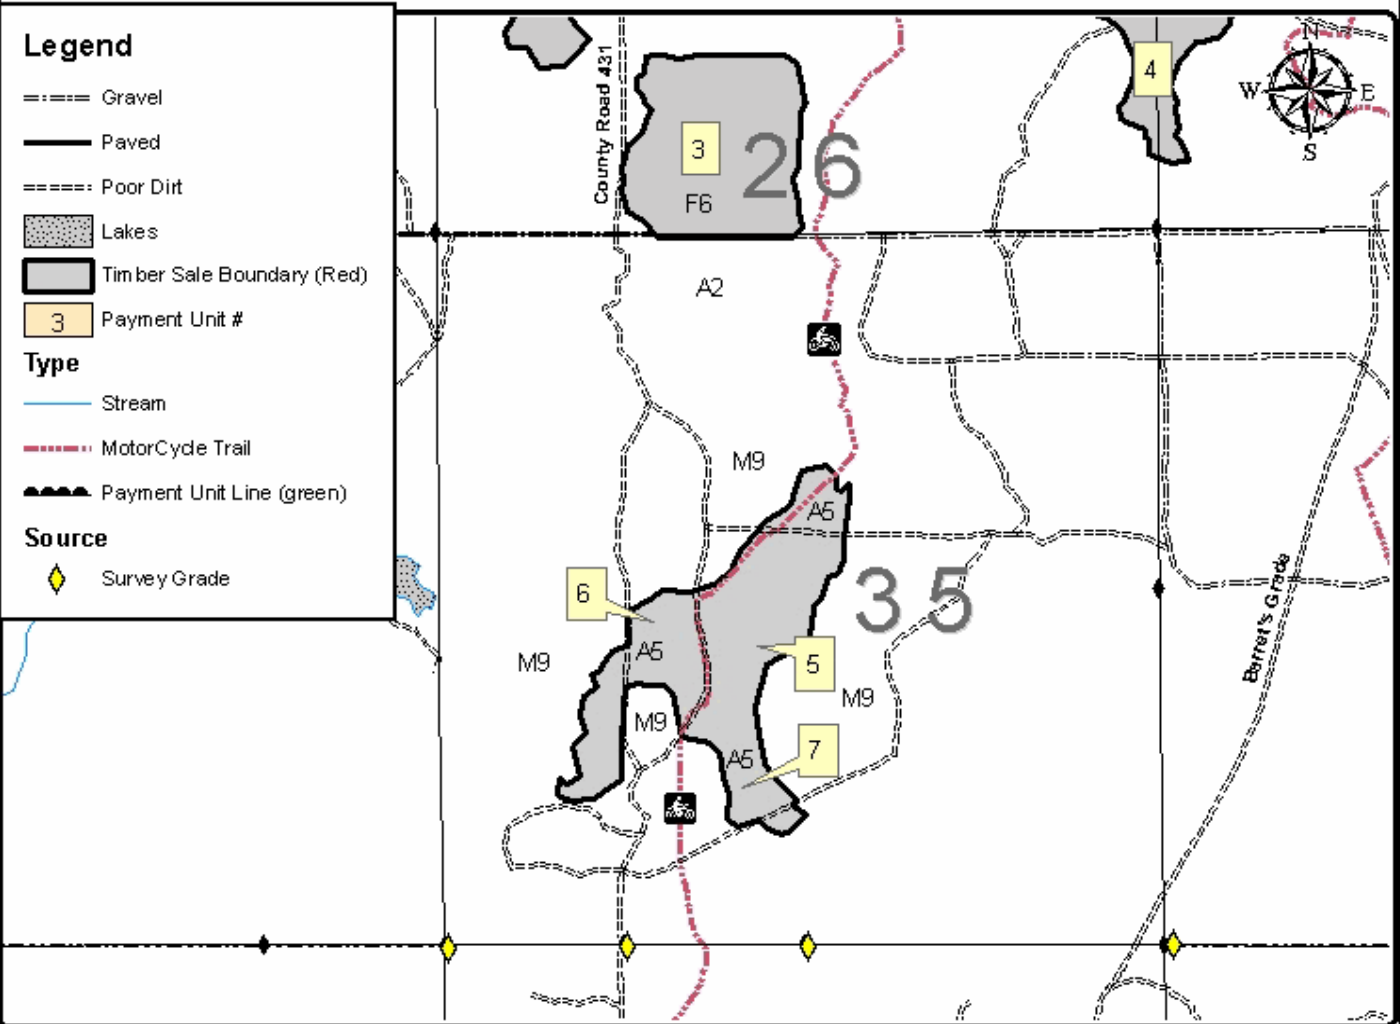 Legend
Gravel
Paved
Poor Dirt
Lakes
Timber Sale Boundary (Red)
3 Payment Unit #
Type
Stream
MotorCycle Trail
Payment Unit Line (green)
Source
Survey Grade
County Road 431
3
26
F6
4
N
W E
S
A2
M9
A5
6
35
A5
M9
5
M9
M9
7
A5
Barret's Grade